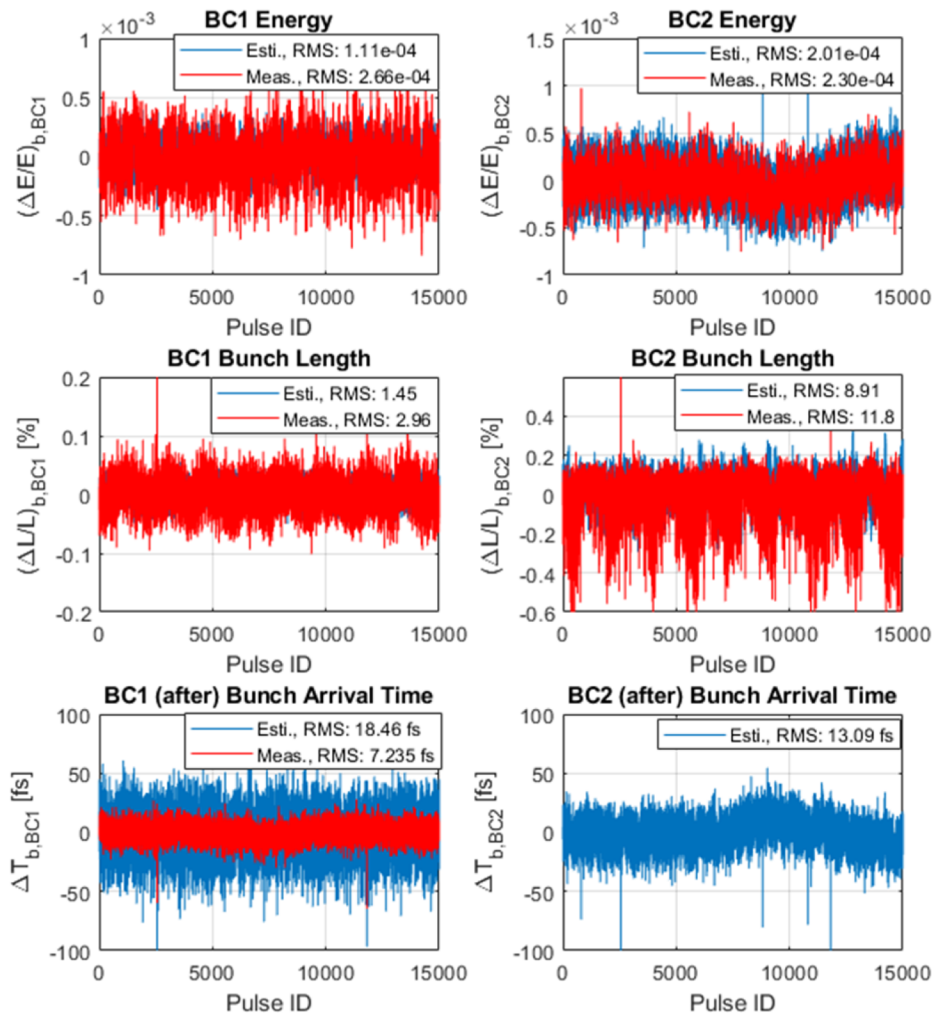 BC1 Energy
×10⁻³
Esti., RMS: 1.11e-04
Meas., RMS: 2.66e-04
1
0.5
0
-0.5
-1
(ΔE/E)b,BC1
0 5000 10000 15000
Pulse ID
BC2 Energy
×10⁻³
Esti., RMS: 2.01e-04
Meas., RMS: 2.30e-04
1.5
1
0.5
0
-0.5
-1
(ΔE/E)b,BC2
0 5000 10000 15000
Pulse ID
BC1 Bunch Length
Esti., RMS: 1.45
Meas., RMS: 2.96
0.2
0.1
0
-0.1
-0.2
(ΔL/L)b,BC1 [%]
0 5000 10000 15000
Pulse ID
BC2 Bunch Length
Esti., RMS: 8.91
Meas., RMS: 11.8
0.4
0.2
0
-0.2
-0.4
-0.6
(ΔL/L)b,BC2 [%]
0 5000 10000 15000
Pulse ID
BC1 (after) Bunch Arrival Time
Esti., RMS: 18.46 fs
Meas., RMS: 7.235 fs
100
50
0
-50
-100
ΔTb,BC1 [fs]
0 5000 10000 15000
Pulse ID
BC2 (after) Bunch Arrival Time
Esti., RMS: 13.09 fs
100
50
0
-50
-100
ΔTb,BC2 [fs]
0 5000 10000 15000
Pulse ID